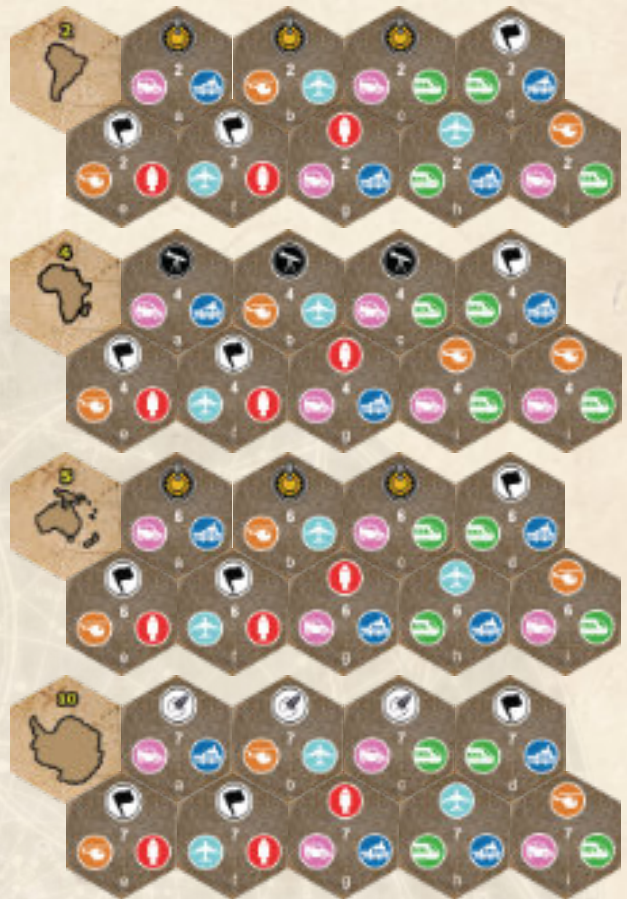 2
2 2 2 2
a b c d
2 2 2 2 2
e f g h i
4
4 4 4 4
a b c d
4 4 4 4 4
e f g i i
5
6 6 6 6
a b c d
6 6 6 6 6
e f g h i
10
7 7 7 7
a b c d
7 7 7 7 7
e f g h i